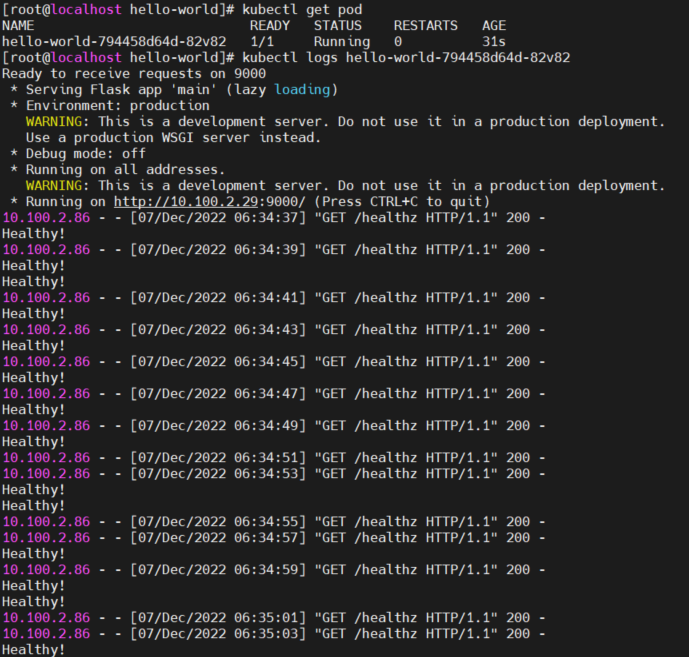 [root@localhost hello-world]# kubectl get pod
NAME                           READY   STATUS    RESTARTS   AGE
hello-world-794458d64d-82v82   1/1     Running   0          31s
[root@localhost hello-world]# kubectl logs hello-world-794458d64d-82v82
Ready to receive requests on 9000
 * Serving Flask app 'main' (lazy loading)
 * Environment: production
   WARNING: This is a development server. Do not use it in a production deployment.
   Use a production WSGI server instead.
 * Debug mode: off
 * Running on all addresses.
   WARNING: This is a development server. Do not use it in a production deployment.
 * Running on http://10.100.2.29:9000/ (Press CTRL+C to quit)
10.100.2.86 - - [07/Dec/2022 06:34:37] "GET /healthz HTTP/1.1" 200 -
Healthy!
10.100.2.86 - - [07/Dec/2022 06:34:39] "GET /healthz HTTP/1.1" 200 -
Healthy!
Healthy!
10.100.2.86 - - [07/Dec/2022 06:34:41] "GET /healthz HTTP/1.1" 200 -
Healthy!
10.100.2.86 - - [07/Dec/2022 06:34:43] "GET /healthz HTTP/1.1" 200 -
Healthy!
10.100.2.86 - - [07/Dec/2022 06:34:45] "GET /healthz HTTP/1.1" 200 -
Healthy!
10.100.2.86 - - [07/Dec/2022 06:34:47] "GET /healthz HTTP/1.1" 200 -
Healthy!
10.100.2.86 - - [07/Dec/2022 06:34:49] "GET /healthz HTTP/1.1" 200 -
Healthy!
10.100.2.86 - - [07/Dec/2022 06:34:51] "GET /healthz HTTP/1.1" 200 -
10.100.2.86 - - [07/Dec/2022 06:34:53] "GET /healthz HTTP/1.1" 200 -
Healthy!
Healthy!
10.100.2.86 - - [07/Dec/2022 06:34:55] "GET /healthz HTTP/1.1" 200 -
10.100.2.86 - - [07/Dec/2022 06:34:57] "GET /healthz HTTP/1.1" 200 -
Healthy!
10.100.2.86 - - [07/Dec/2022 06:34:59] "GET /healthz HTTP/1.1" 200 -
Healthy!
Healthy!
10.100.2.86 - - [07/Dec/2022 06:35:01] "GET /healthz HTTP/1.1" 200 -
10.100.2.86 - - [07/Dec/2022 06:35:03] "GET /healthz HTTP/1.1" 200 -
Healthy!